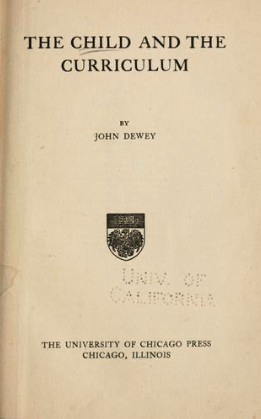 THE CHILD AND THE
CURRICULUM
BY
JOHN DEWEY
UNIV. OF
CALIFORNIA
THE UNIVERSITY OF CHICAGO PRESS
CHICAGO, ILLINOIS